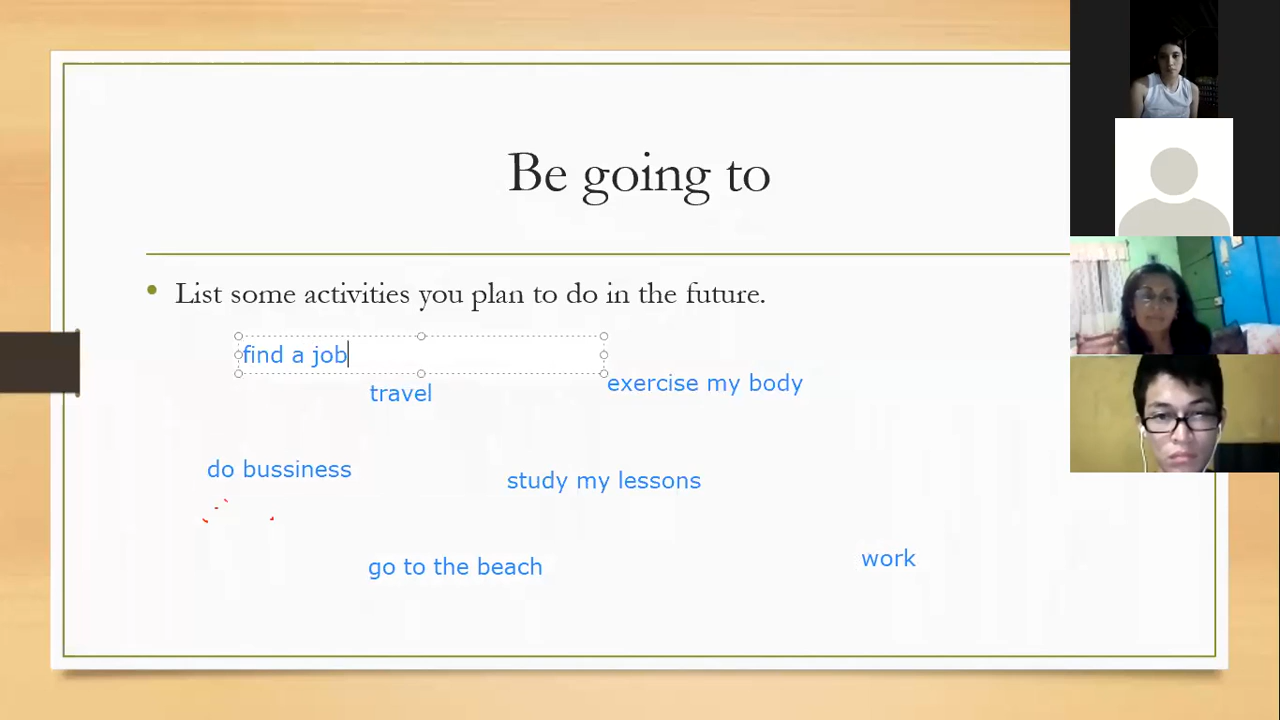 Be going to
List some activities you plan to do in the future.
find a job
travel
exercise my body
do bussiness
study my lessons
go to the beach
work